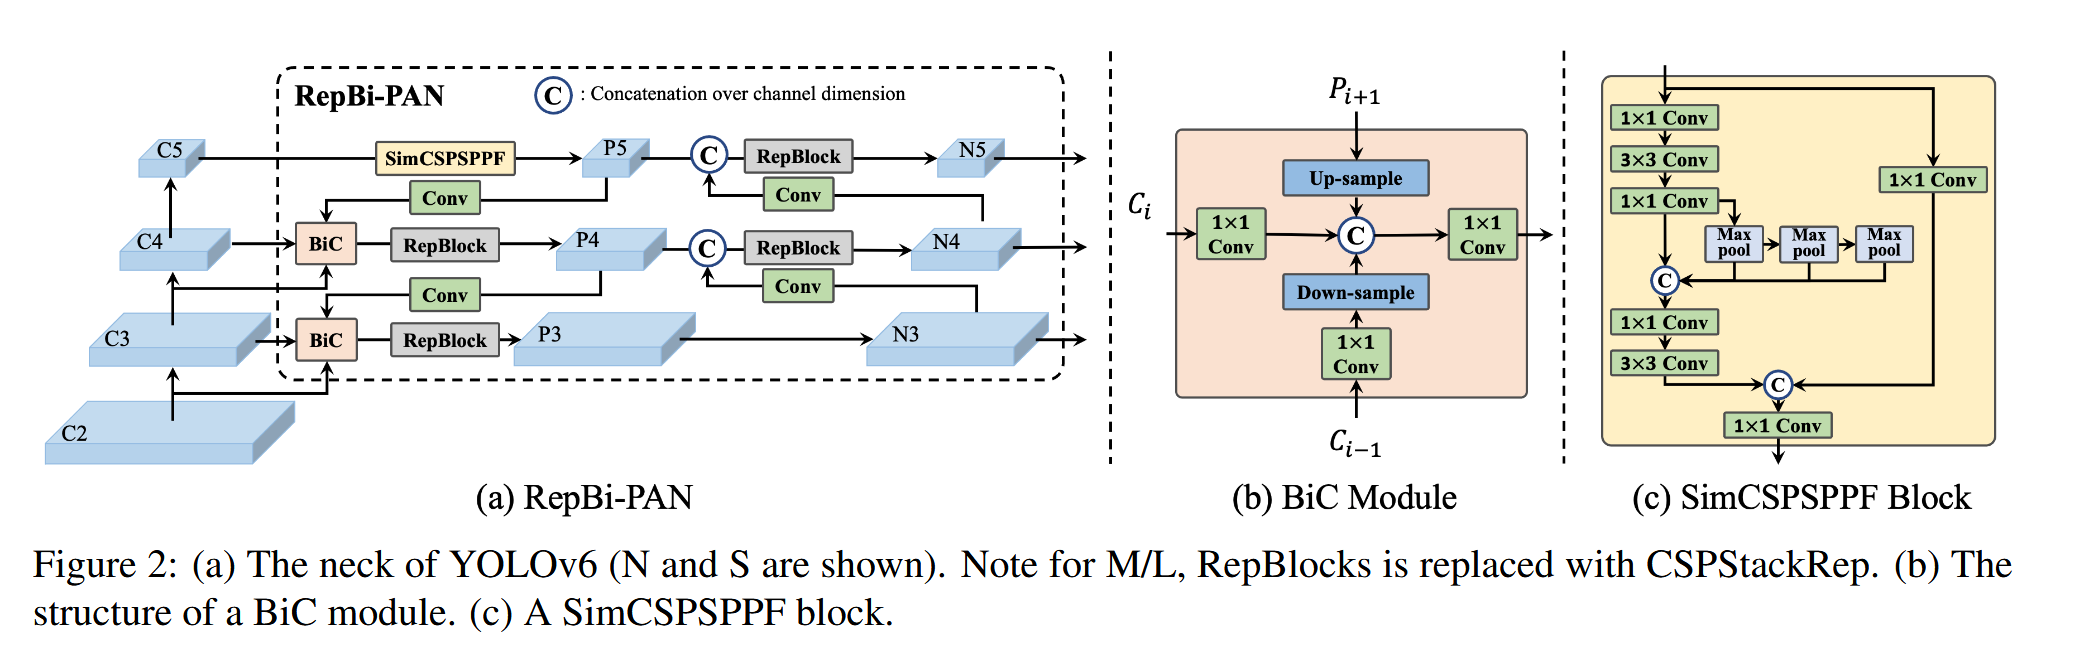 RepBi-PAN
C : Concatenation over channel dimension
C5
SimCSPSPPF
P5
C
RepBlock
N5
Conv
Conv
C4
BiC
RepBlock
P4
C
RepBlock
N4
Conv
Conv
C3
BiC
RepBlock
P3
N3
C2
(a) RepBi-PAN
P_{i+1}
Up-sample
C_i
1×1
Conv
C
1×1
Conv
Down-sample
1×1
Conv
C_{i−1}
(b) BiC Module
1×1 Conv
3×3 Conv
1×1 Conv
1×1 Conv
Max
pool
Max
pool
Max
pool
C
1×1 Conv
3×3 Conv
C
1×1 Conv
(c) SimCSPSPPF Block
Figure 2: (a) The neck of YOLOv6 (N and S are shown). Note for M/L, RepBlocks is replaced with CSPStackRep. (b) The
structure of a BiC module. (c) A SimCSPSPPF block.